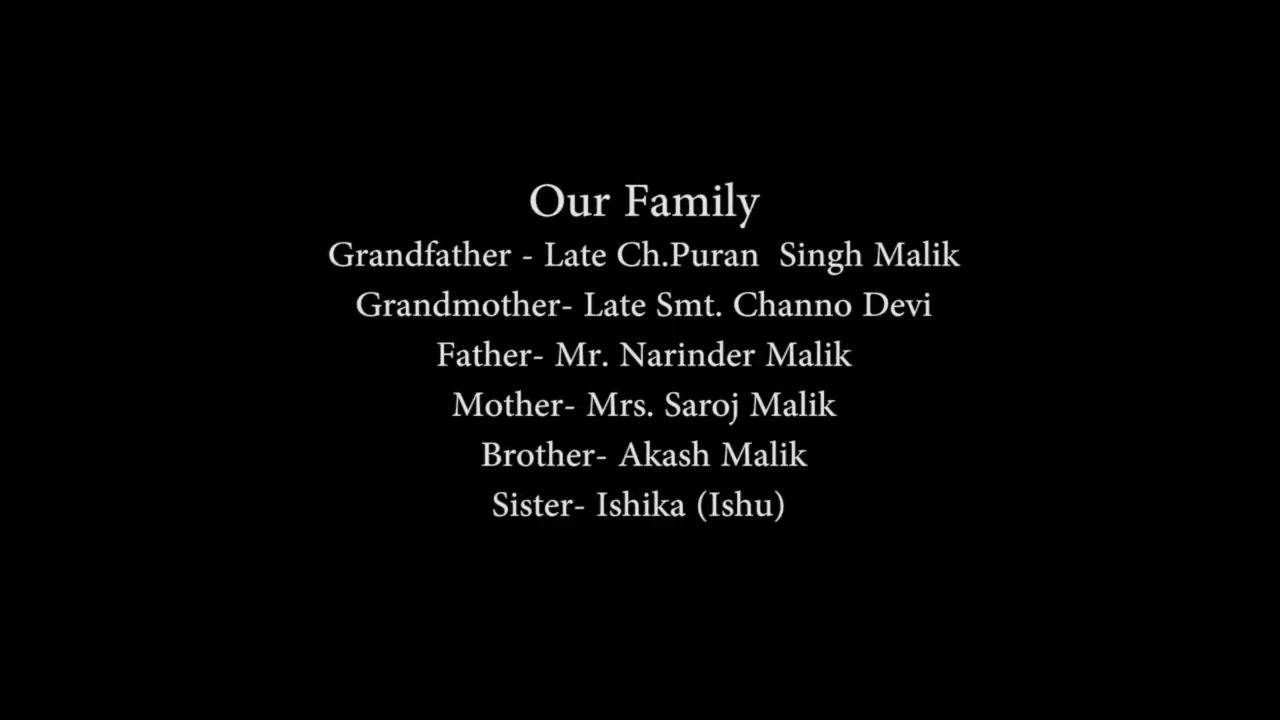 Our Family
Grandfather - Late Ch.Puran  Singh Malik
Grandmother- Late Smt. Channo Devi
Father- Mr. Narinder Malik
Mother- Mrs. Saroj Malik
Brother- Akash Malik
Sister- Ishika (Ishu)